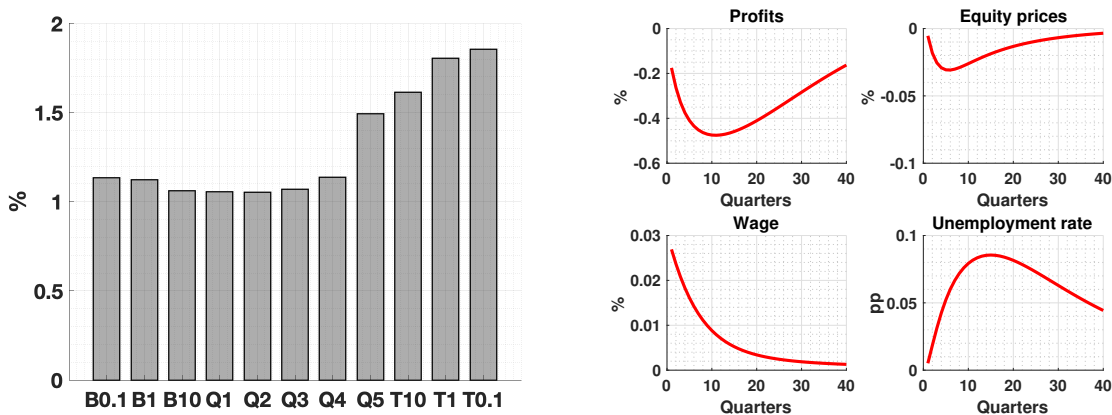 %
2
1.5
1
0.5
0
B0.1 B1 B10 Q1 Q2 Q3 Q4 Q5 T10 T1 T0.1
Profits
%
0
-0.2
-0.4
-0.6
0 10 20 30 40
Quarters
Equity prices
%
0
-0.05
-0.1
0 10 20 30 40
Quarters
Wage
%
0.03
0.02
0.01
0
0 10 20 30 40
Quarters
Unemployment rate
pp
0.1
0.05
0
0 10 20 30 40
Quarters